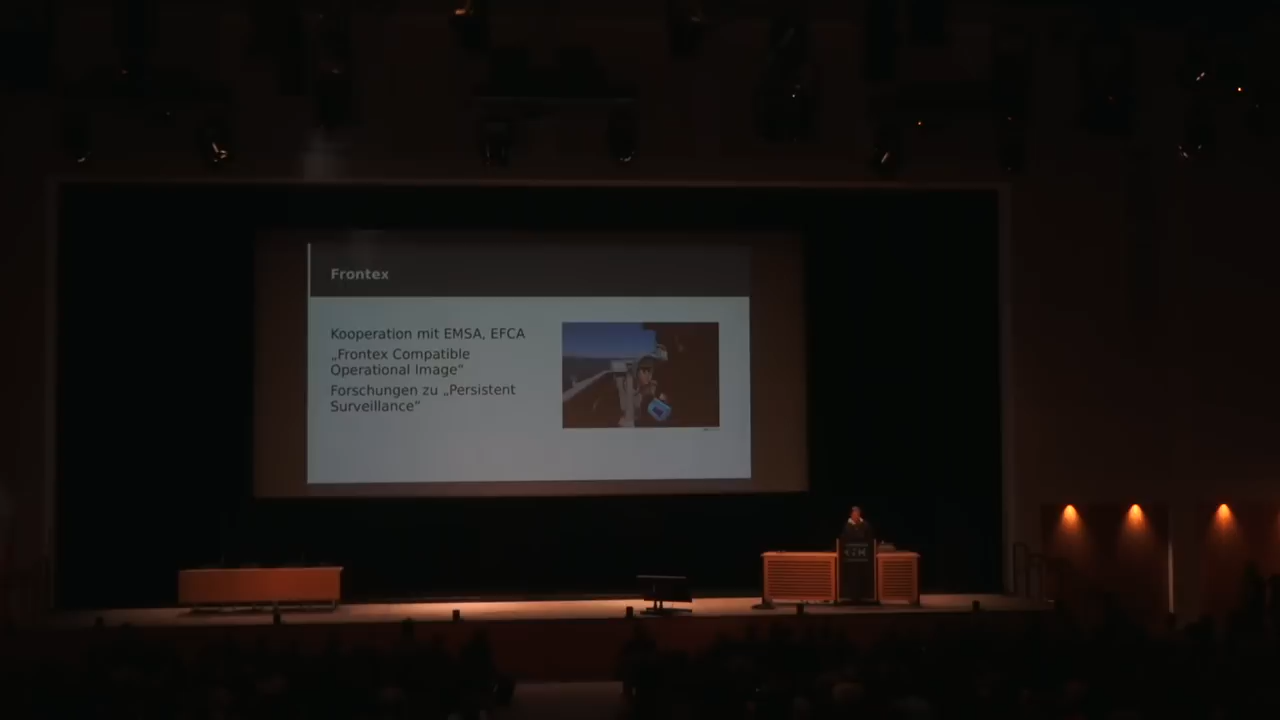 Frontex
Kooperation mit EMSA, EFCA
„Frontex Compatible
Operational Image“
Forschungen zu „Persistent
Surveillance“